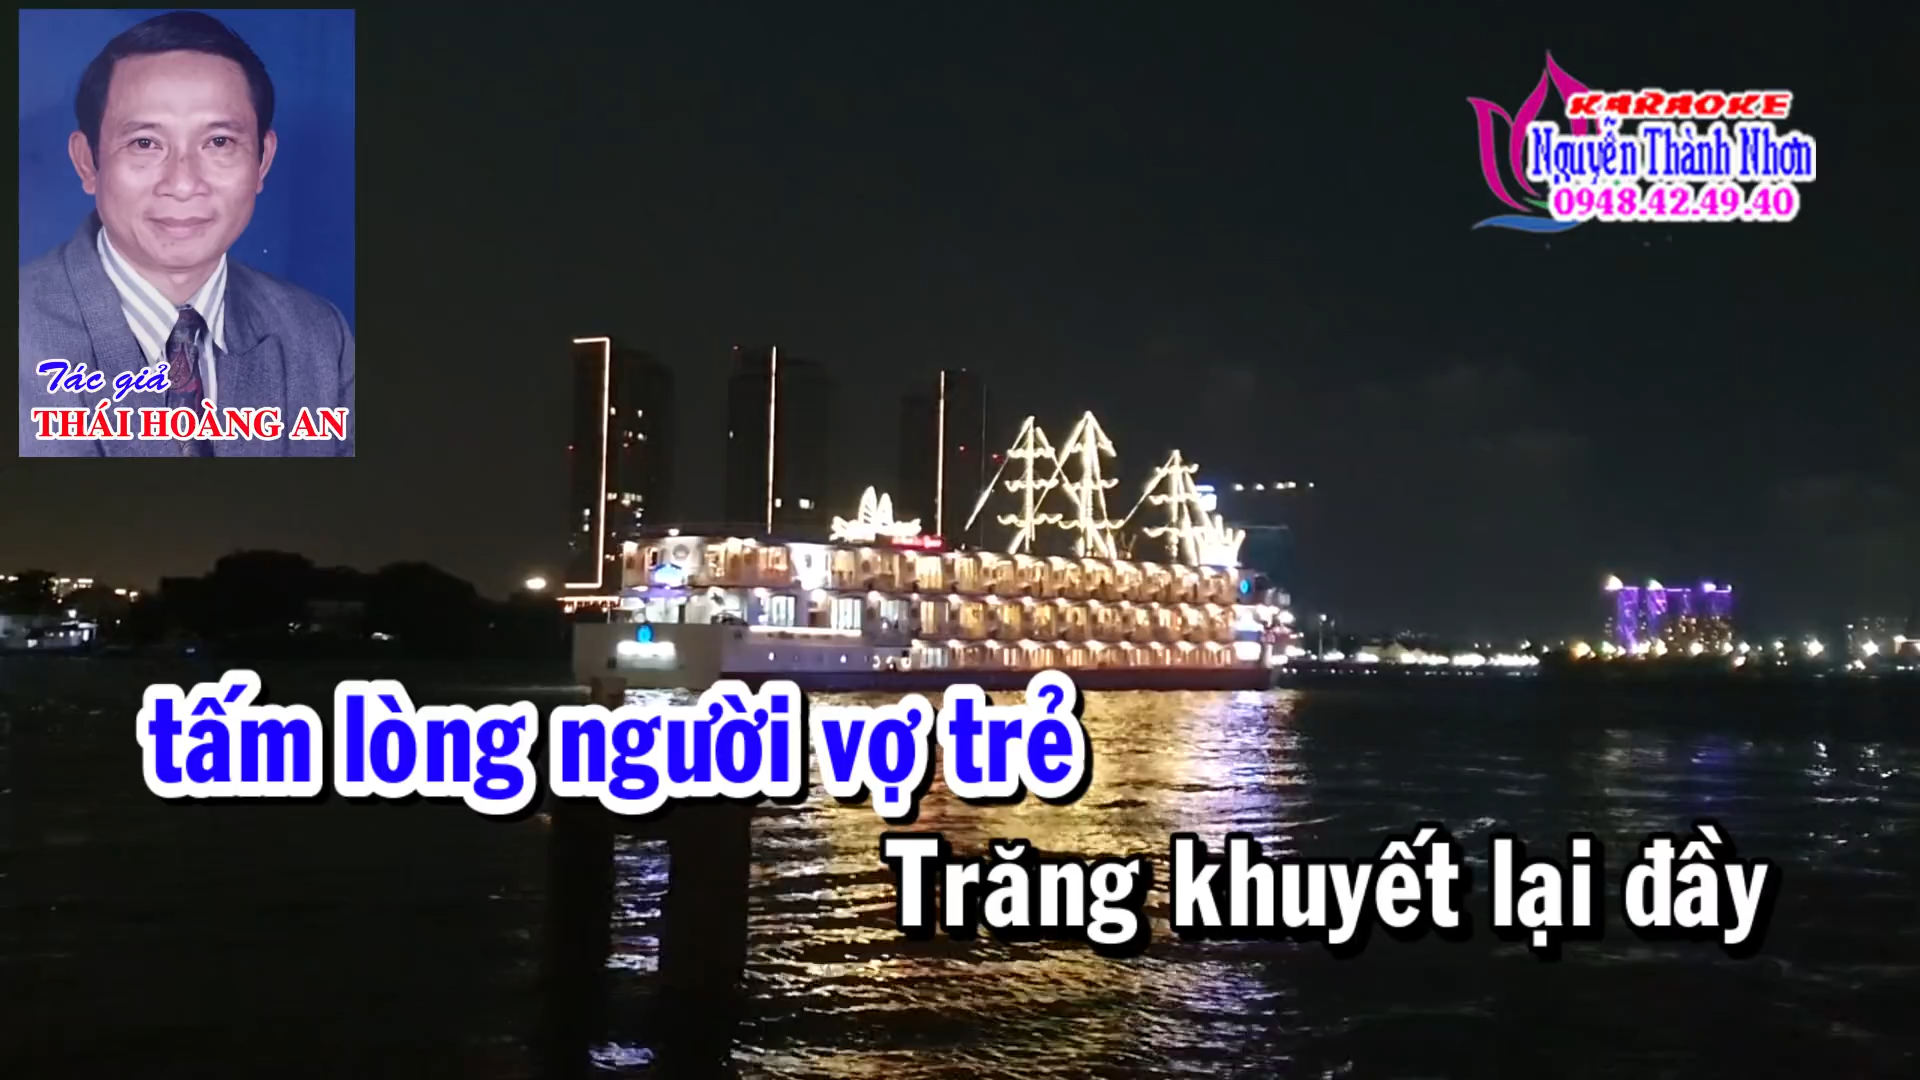 Tác giả
THÁI HOÀNG AN
KARAOKE
Nguyễn Thành Nhơn
0948.42.49.40
tấm lòng người vợ trẻ
Trăng khuyết lại đầy